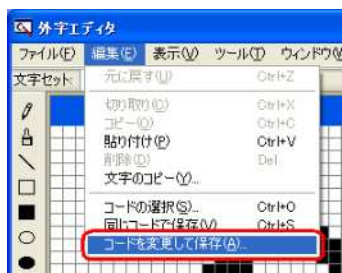 外字エディタ
ファイル(F) 編集(E) 表示(V) ツール(T) ウィンドウ(W
文字セット:
元に戻す(U) Ctrl+Z
切り取り(O) Ctrl+X
コピー(O) Ctrl+C
貼り付け(P) Ctrl+V
削除(D) Del
文字のコピー(Y)...
コードの選択(S)... Ctrl+O
同じコードで保存(V) Ctrl+S
コードを変更して保存(A)...